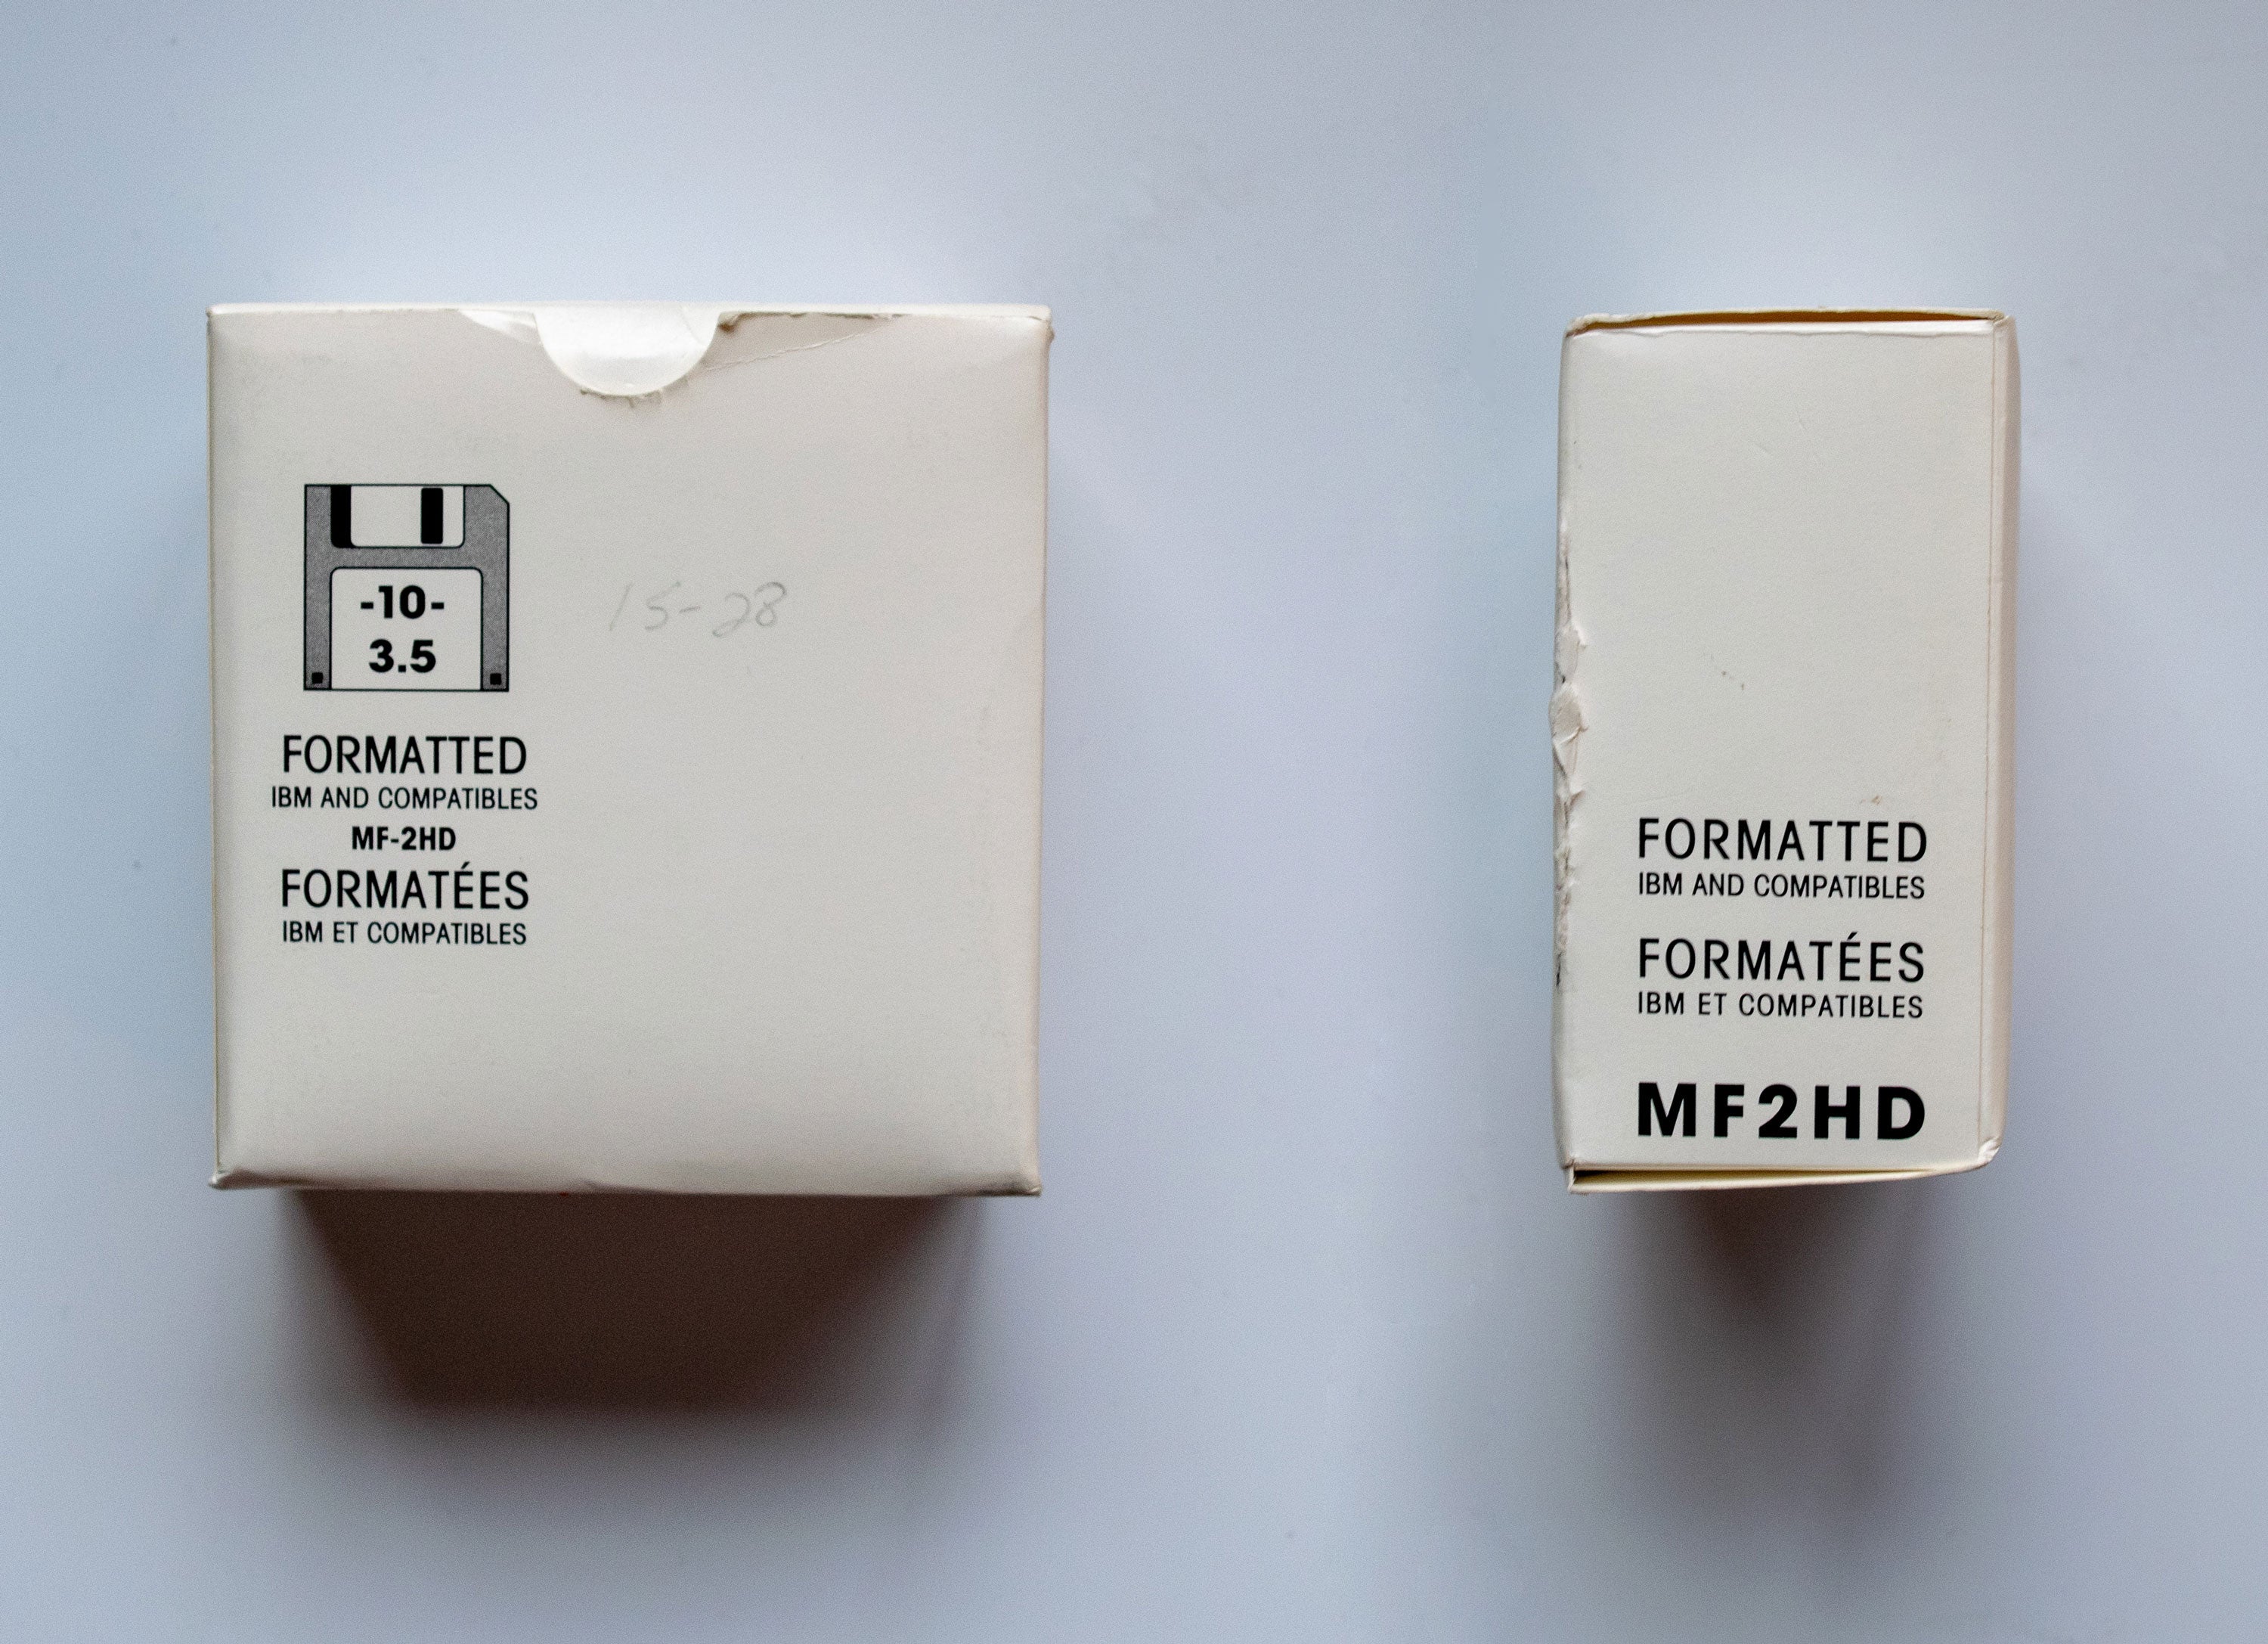 -10-
3.5
15-28
FORMATTED
IBM AND COMPATIBLES
MF-2HD
FORMATÉES
IBM ET COMPATIBLES
FORMATTED
IBM AND COMPATIBLES
FORMATÉES
IBM ET COMPATIBLES
MF2HD